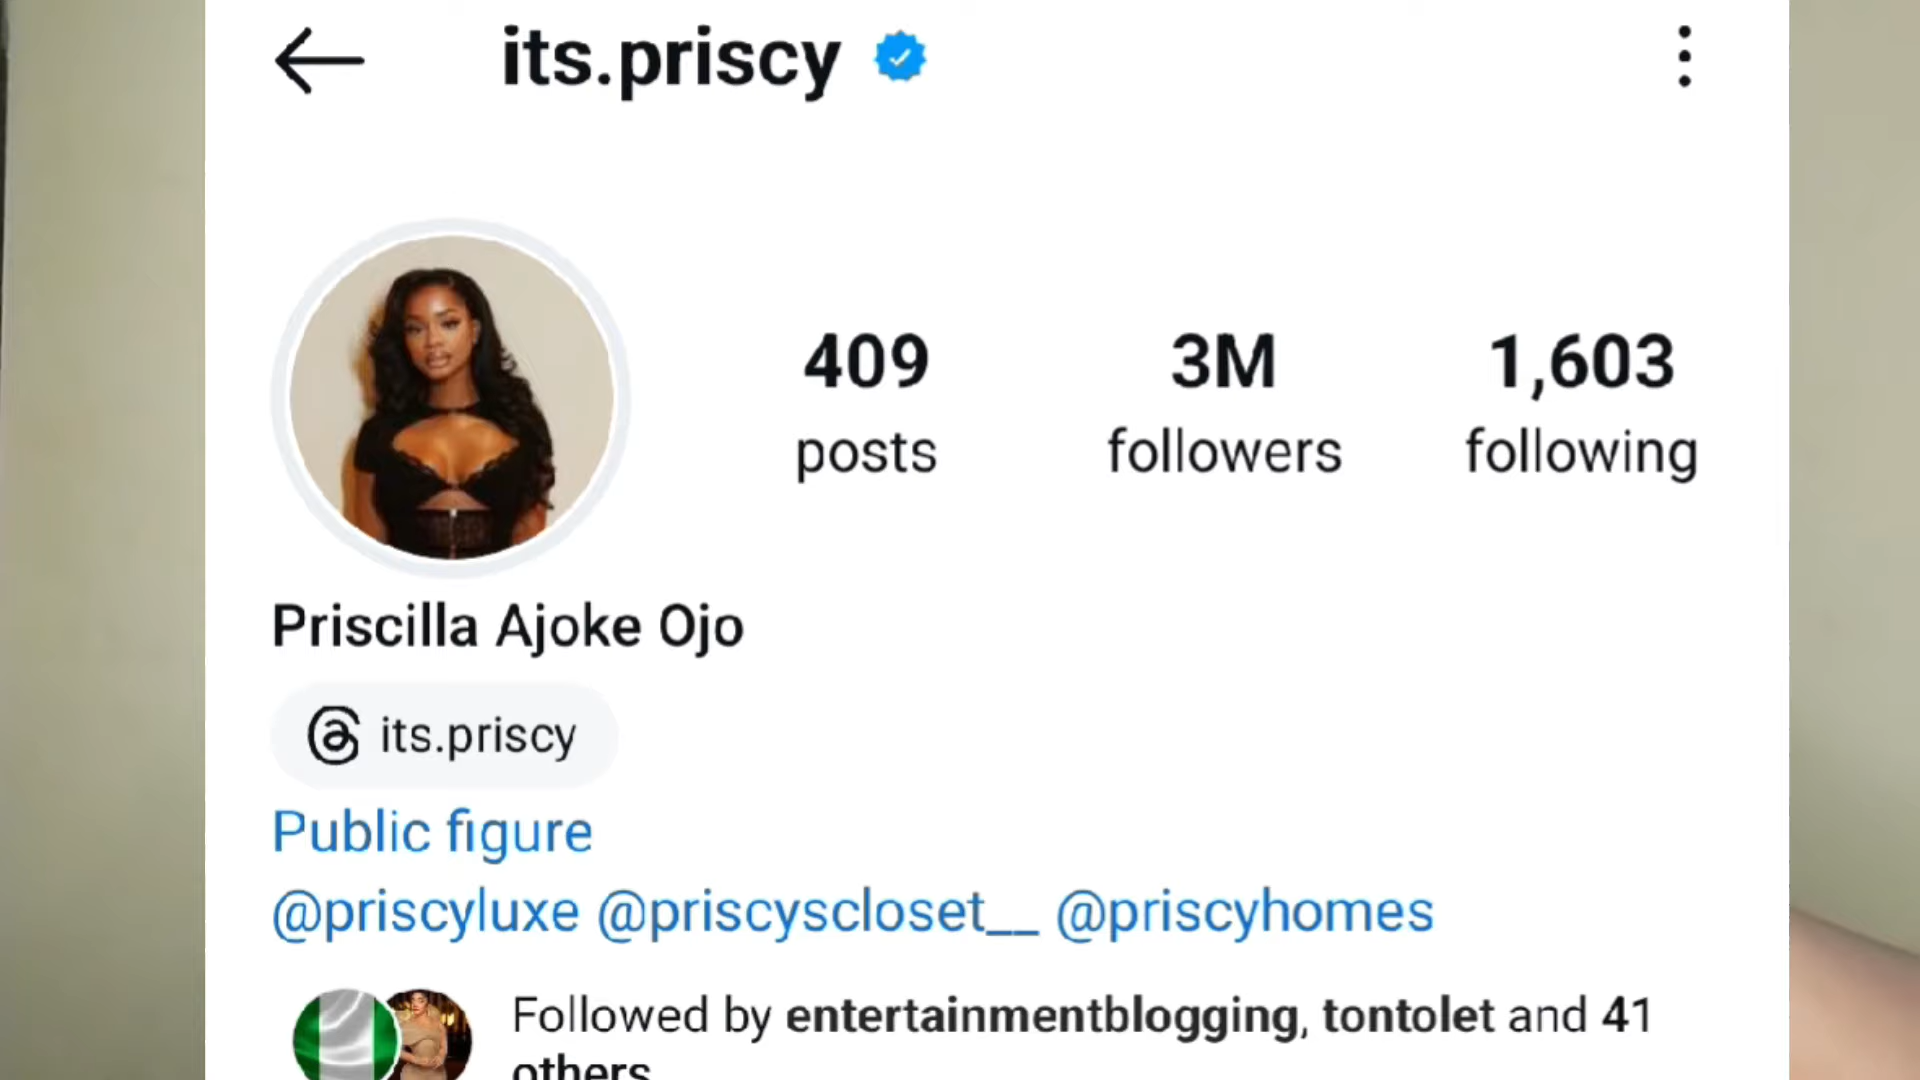 its.priscy
409 3M 1,603
posts followers following
Priscilla Ajoke Ojo
its.priscy
Public figure
@priscyluxe @priscyscloset__ @priscyhomes
Followed by entertainmentblogging, tontolet and 41
others